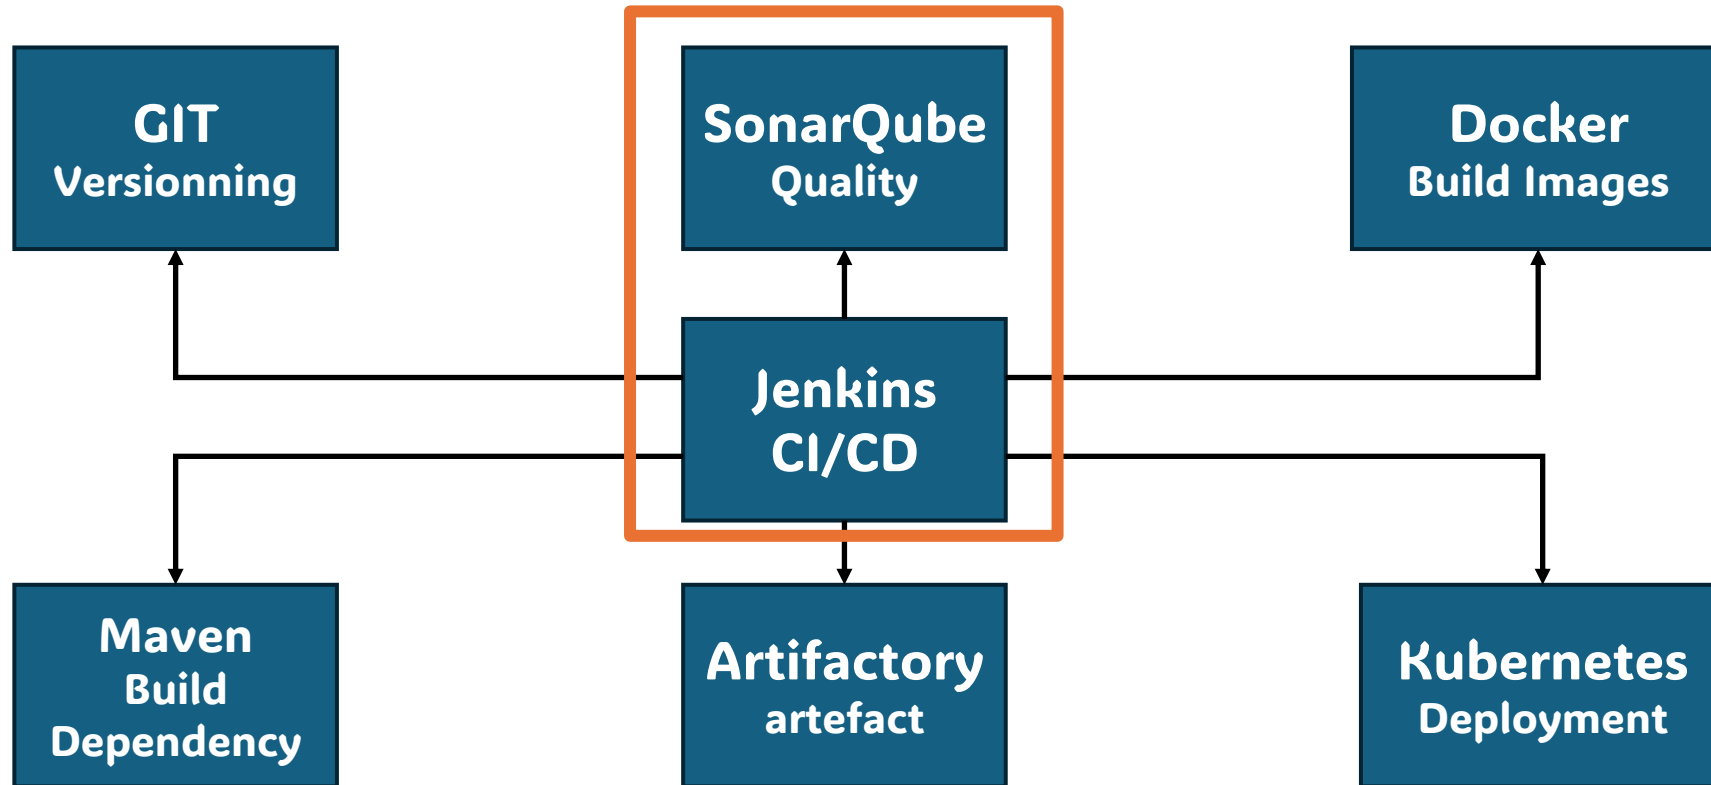 GIT
Versionning
SonarQube
Quality
Docker
Build Images
Jenkins
CI/CD
Maven
Build
Dependency
Artifactory
artefact
Kubernetes
Deployment